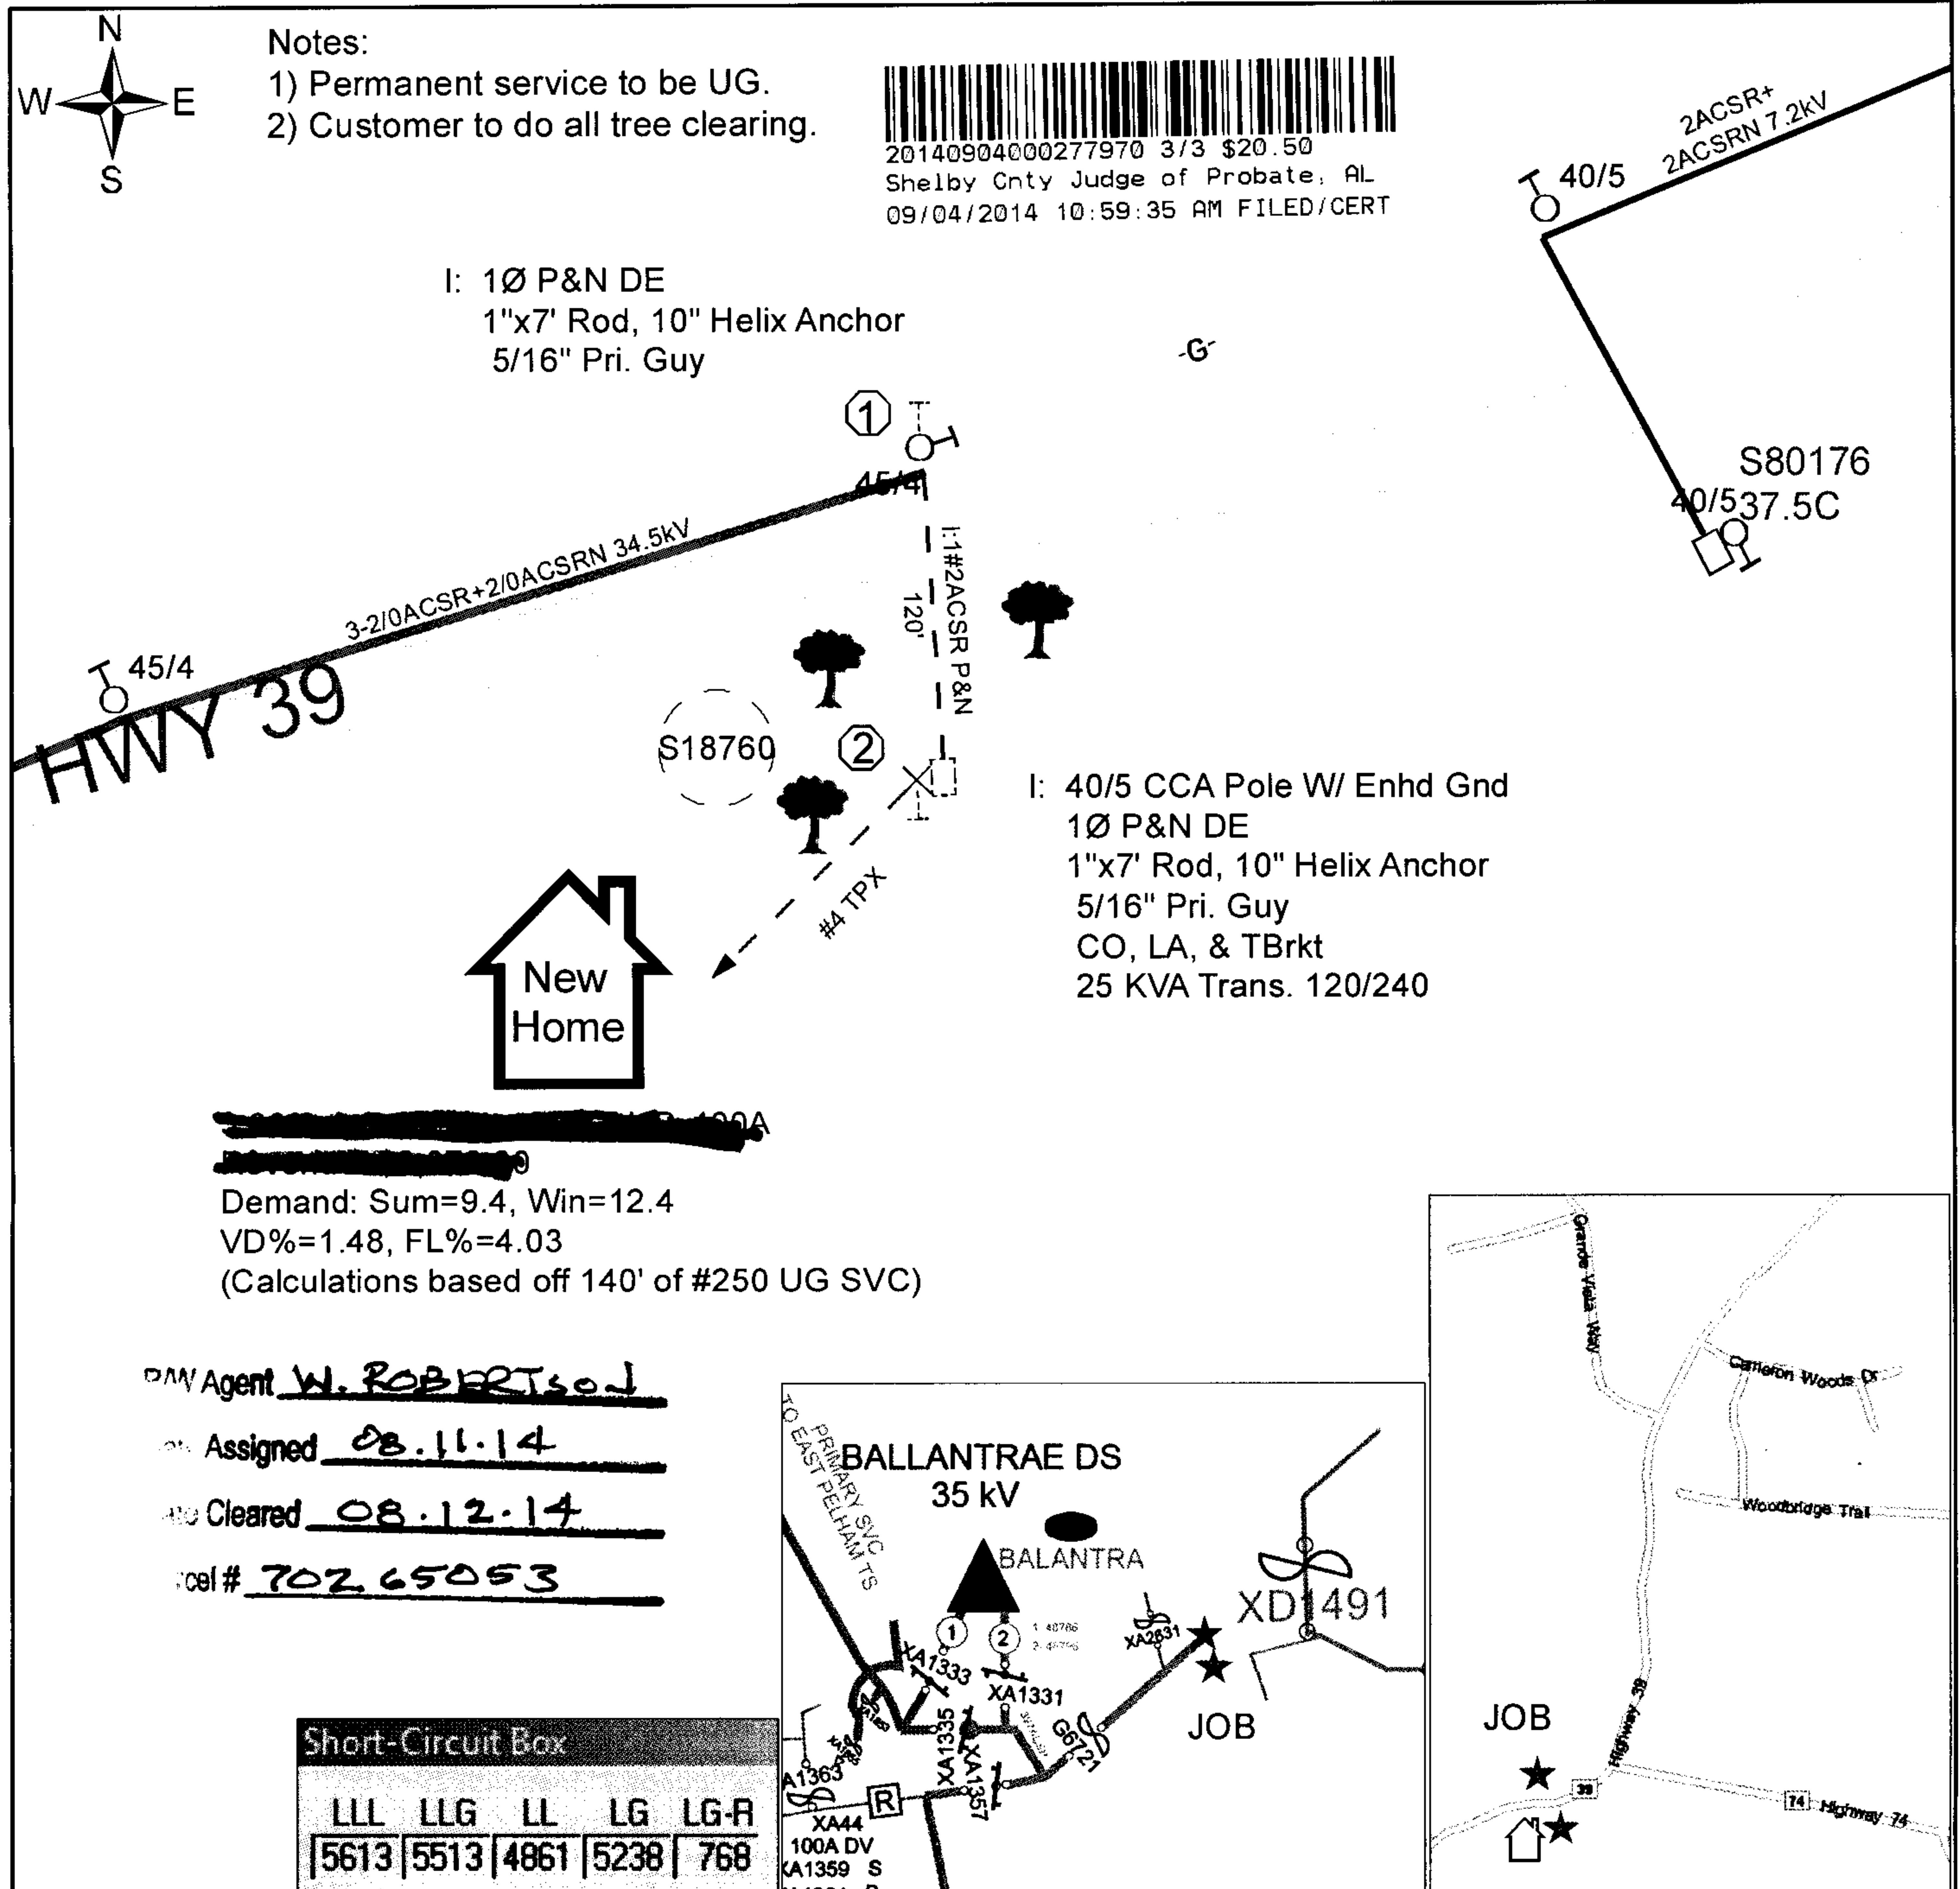 N
W E
S
Notes:
1) Permanent service to be UG.
2) Customer to do all tree clearing.
20140904000277970 3/3 $20.50
Shelby Cnty Judge of Probate, AL
09/04/2014 10:59:35 AM FILED/CERT
2ACSR+
2ACSRN 7.2kV
40/5
I: 1Ø P&N DE
1"x7' Rod, 10" Helix Anchor
5/16" Pri. Guy
-G-
1
45/4
S80176
40/5 37.5C
3-2/0ACSR+2/0ACSRN 34.5kV
I:1#2ACSR P&N
120'
45/4
HWY 39
S18760
2
I: 40/5 CCA Pole W/ Enhd Gnd
1Ø P&N DE
1"x7' Rod, 10" Helix Anchor
5/16" Pri. Guy
CO, LA, & TBrkt
25 KVA Trans. 120/240
#4 TPX
New
Home
Demand: Sum=9.4, Win=12.4
VD%=1.48, FL%=4.03
(Calculations based off 140' of #250 UG SVC)
Agent W. ROBERTSON
Assigned 08.11.14
Cleared 08.12.14
# 70265053
Short-Circuit Box
LLL LLG LL LG LG-R
5613 5513 4861 5238 768
PRIMARY SVC
TO EAST PELHAM TS
BALLANTRAE DS
35 kV
BALANTRA
XD1491
1 2
XA2631
XA1333
XA1331
JOB
XA1335
XA1357
G6721
A1363
R
XA44
100A DV
XA1359 S
Grande Vista Way
Cameron Woods Dr
Woodbridge Trail
JOB
Highway 39
39
74 Highway 74